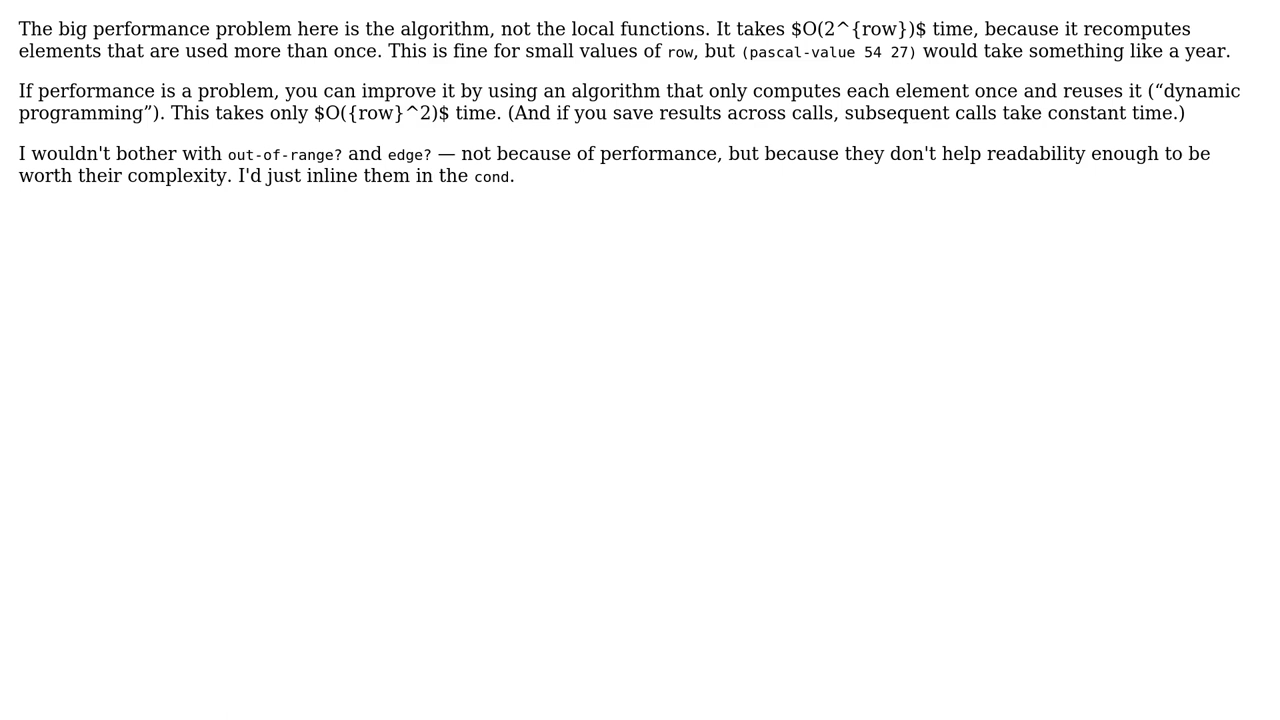 The big performance problem here is the algorithm, not the local functions. It takes $O(2^{row})$ time, because it recomputes
elements that are used more than once. This is fine for small values of row, but (pascal-value 54 27) would take something like a year.
If performance is a problem, you can improve it by using an algorithm that only computes each element once and reuses it (“dynamic
programming”). This takes only $O({row}^2)$ time. (And if you save results across calls, subsequent calls take constant time.)
I wouldn't bother with out-of-range? and edge? — not because of performance, but because they don't help readability enough to be
worth their complexity. I'd just inline them in the cond.